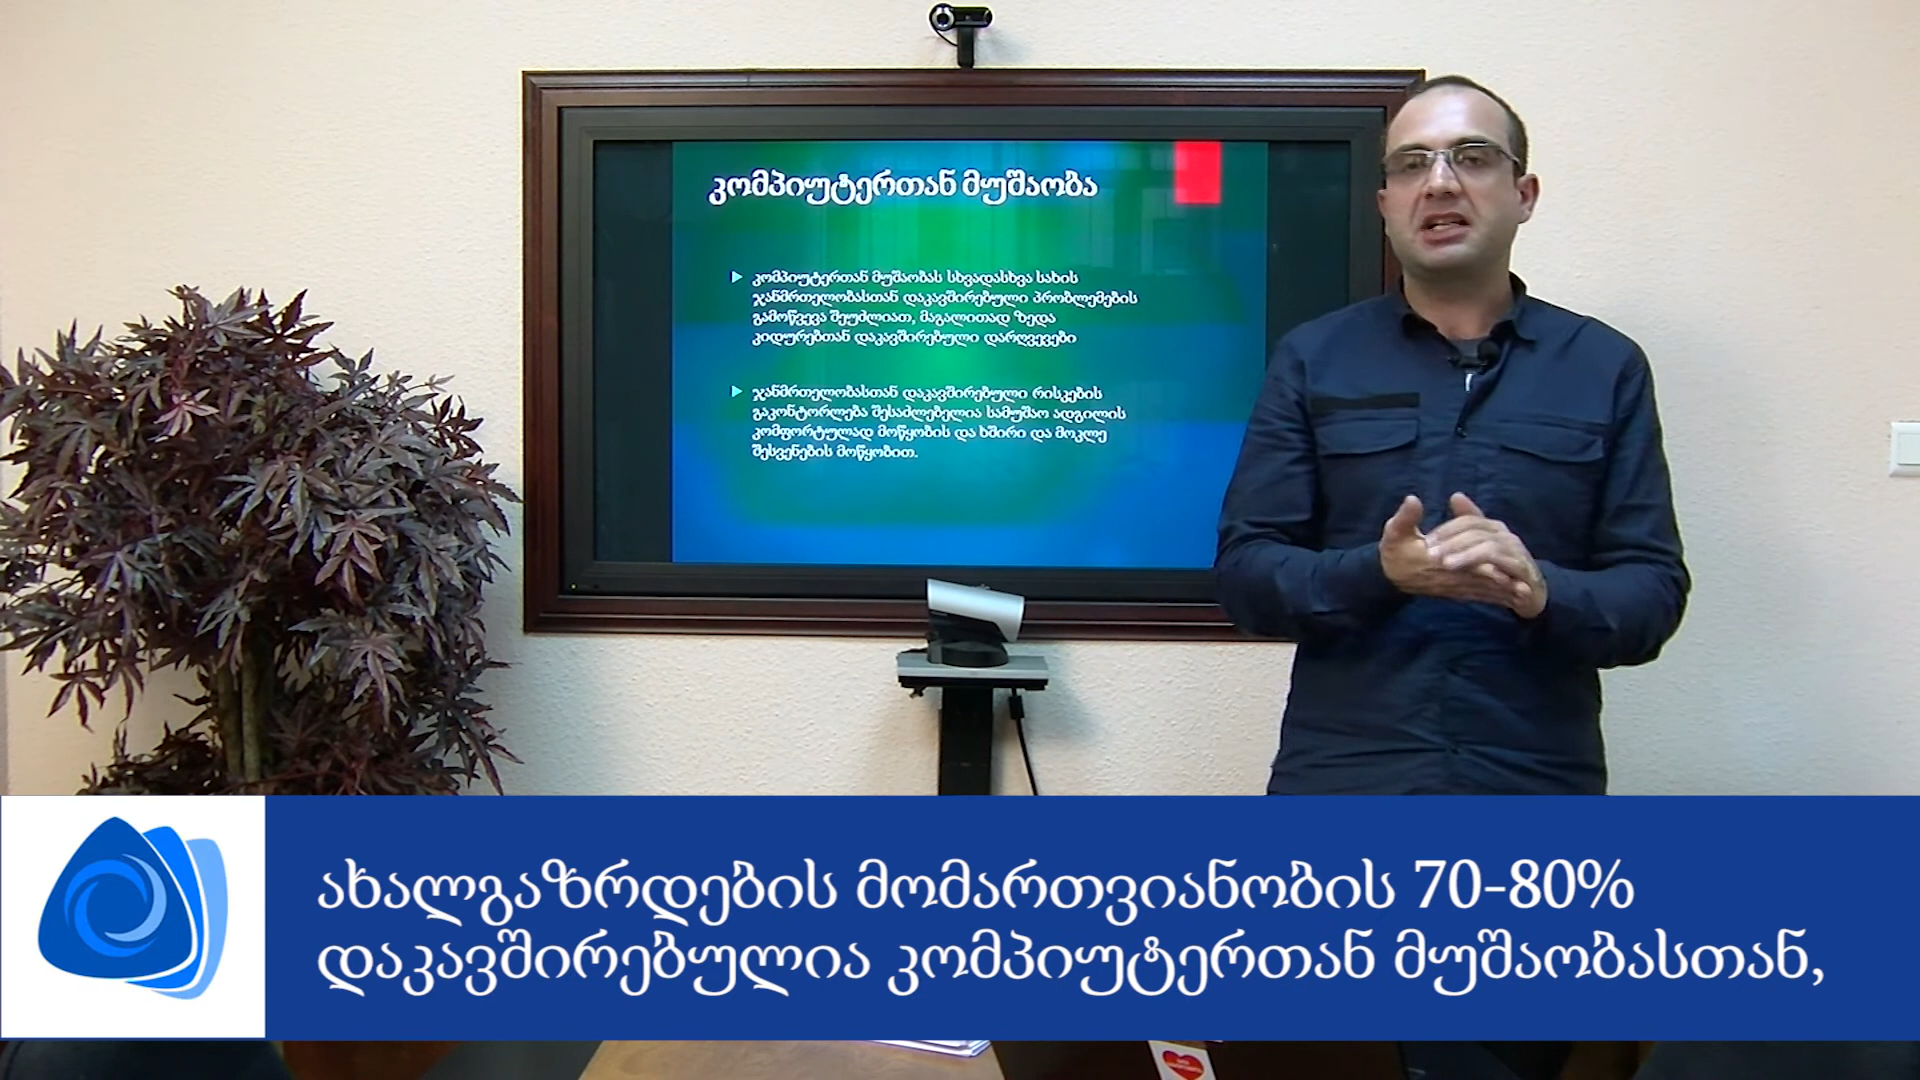 კომპიუტერთან მუშაობა
კომპიუტერთან მუშაობას სხვადასხვა სახის
ჯანმრთელობასთან დაკავშირებული პრობლემების
გამოწვევა შეუძლიათ, მაგალითად ზედა
კიდურებთან დაკავშირებული დარღვევები
ჯანმრთელობასთან დაკავშირებული რისკების
გაკონტორლება შესაძლებელია სამუშაო ადგილის
კომფორტულად მოწყობის და ხშირი და მოკლე
შესვენების მოწყობით.
ახალგაზრდების მომართვიანობის 70-80%
დაკავშირებულია კომპიუტერთან მუშაობასთან,